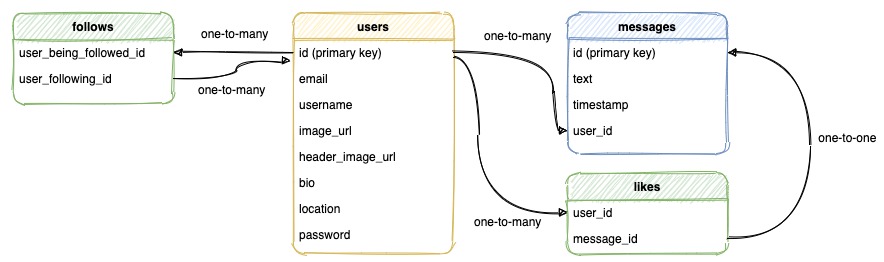 follows
user_being_followed_id
user_following_id
one-to-many
one-to-many
users
id (primary key)
email
username
image_url
header_image_url
bio
location
password
one-to-many
one-to-many
messages
id (primary key)
text
timestamp
user_id
likes
user_id
message_id
one-to-one